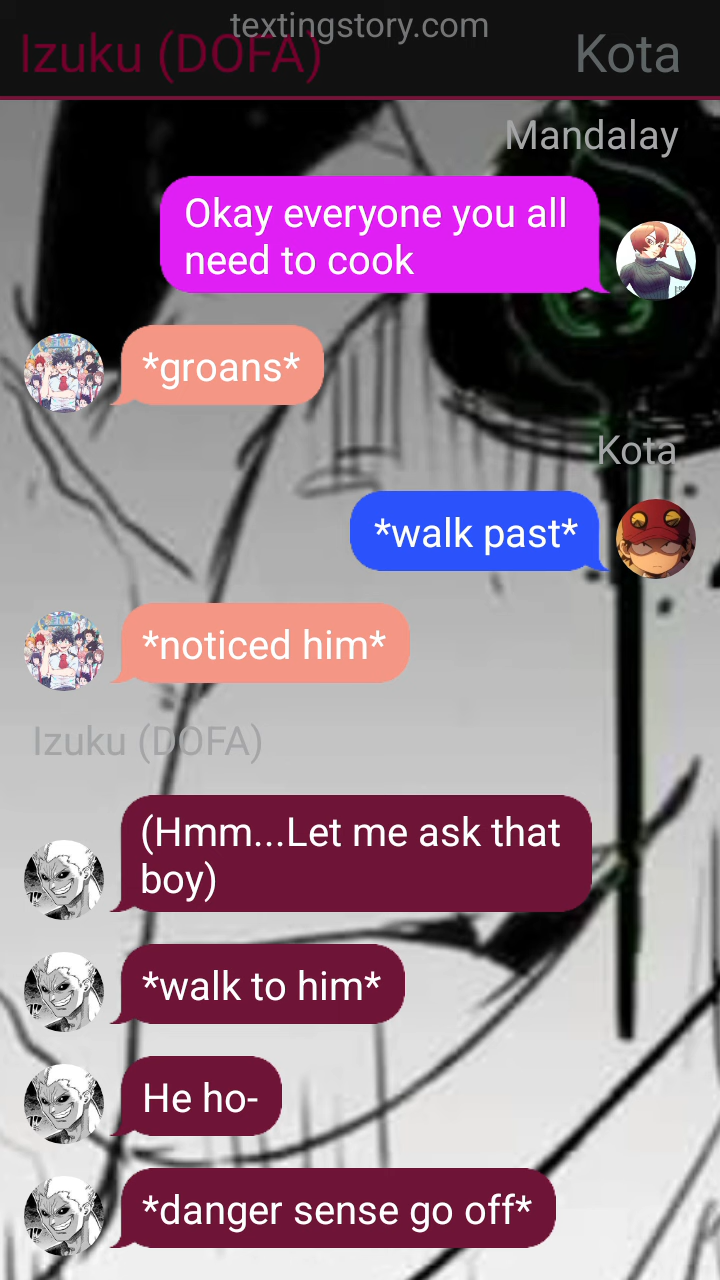 textingstory.com
Izuku (DOFA)
Kota
Mandalay
Okay everyone you all
need to cook
*groans*
Kota
*walk past*
*noticed him*
Izuku (DOFA)
(Hmm...Let me ask that
boy)
*walk to him*
He ho-
*danger sense go off*